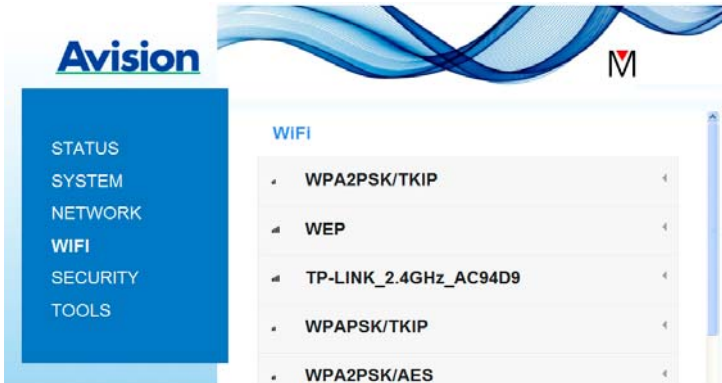 Avision
M
STATUS
SYSTEM
NETWORK
WIFI
SECURITY
TOOLS
WiFi
WPA2PSK/TKIP
WEP
TP-LINK_2.4GHz_AC94D9
WPAPSK/TKIP
WPA2PSK/AES